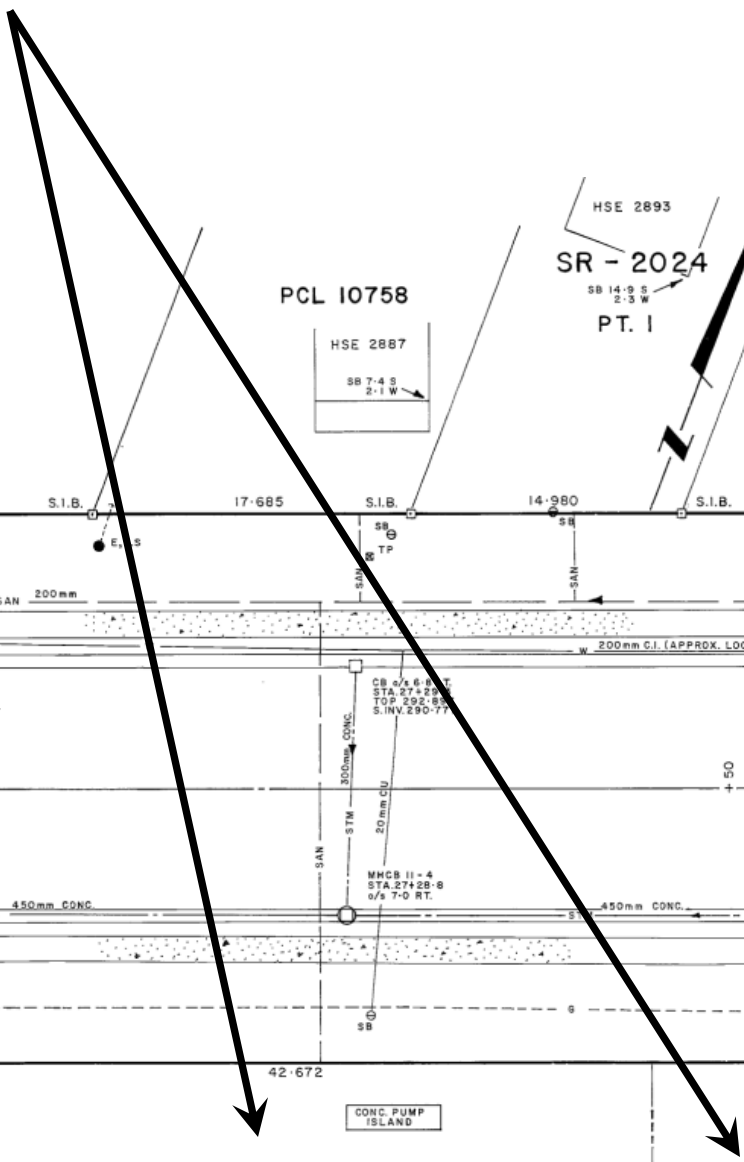 HSE 2893
SR - 2024
SB 14·9 S
2·3 W
PT. 1
PCL 10758
HSE 2887
SB 7·4 S
2·1 W
S.I.B.
17·685
S.I.B.
14·980
S.I.B.
SB
SB
TP
SAN
SAN
SAN
200mm
W
200mm C.I. (APPROX.
CB o/s 6·8
STA. 27+29
TOP 292·89
S. INV. 290·77
300mm CONC.
STM
20mm CU
SAN
+50
MHCB 11-4
STA. 27+28·8
o/s 7·0 RT.
450mm CONC.
450mm CONC.
G
SB
42·672
CONC. PUMP
ISLAND